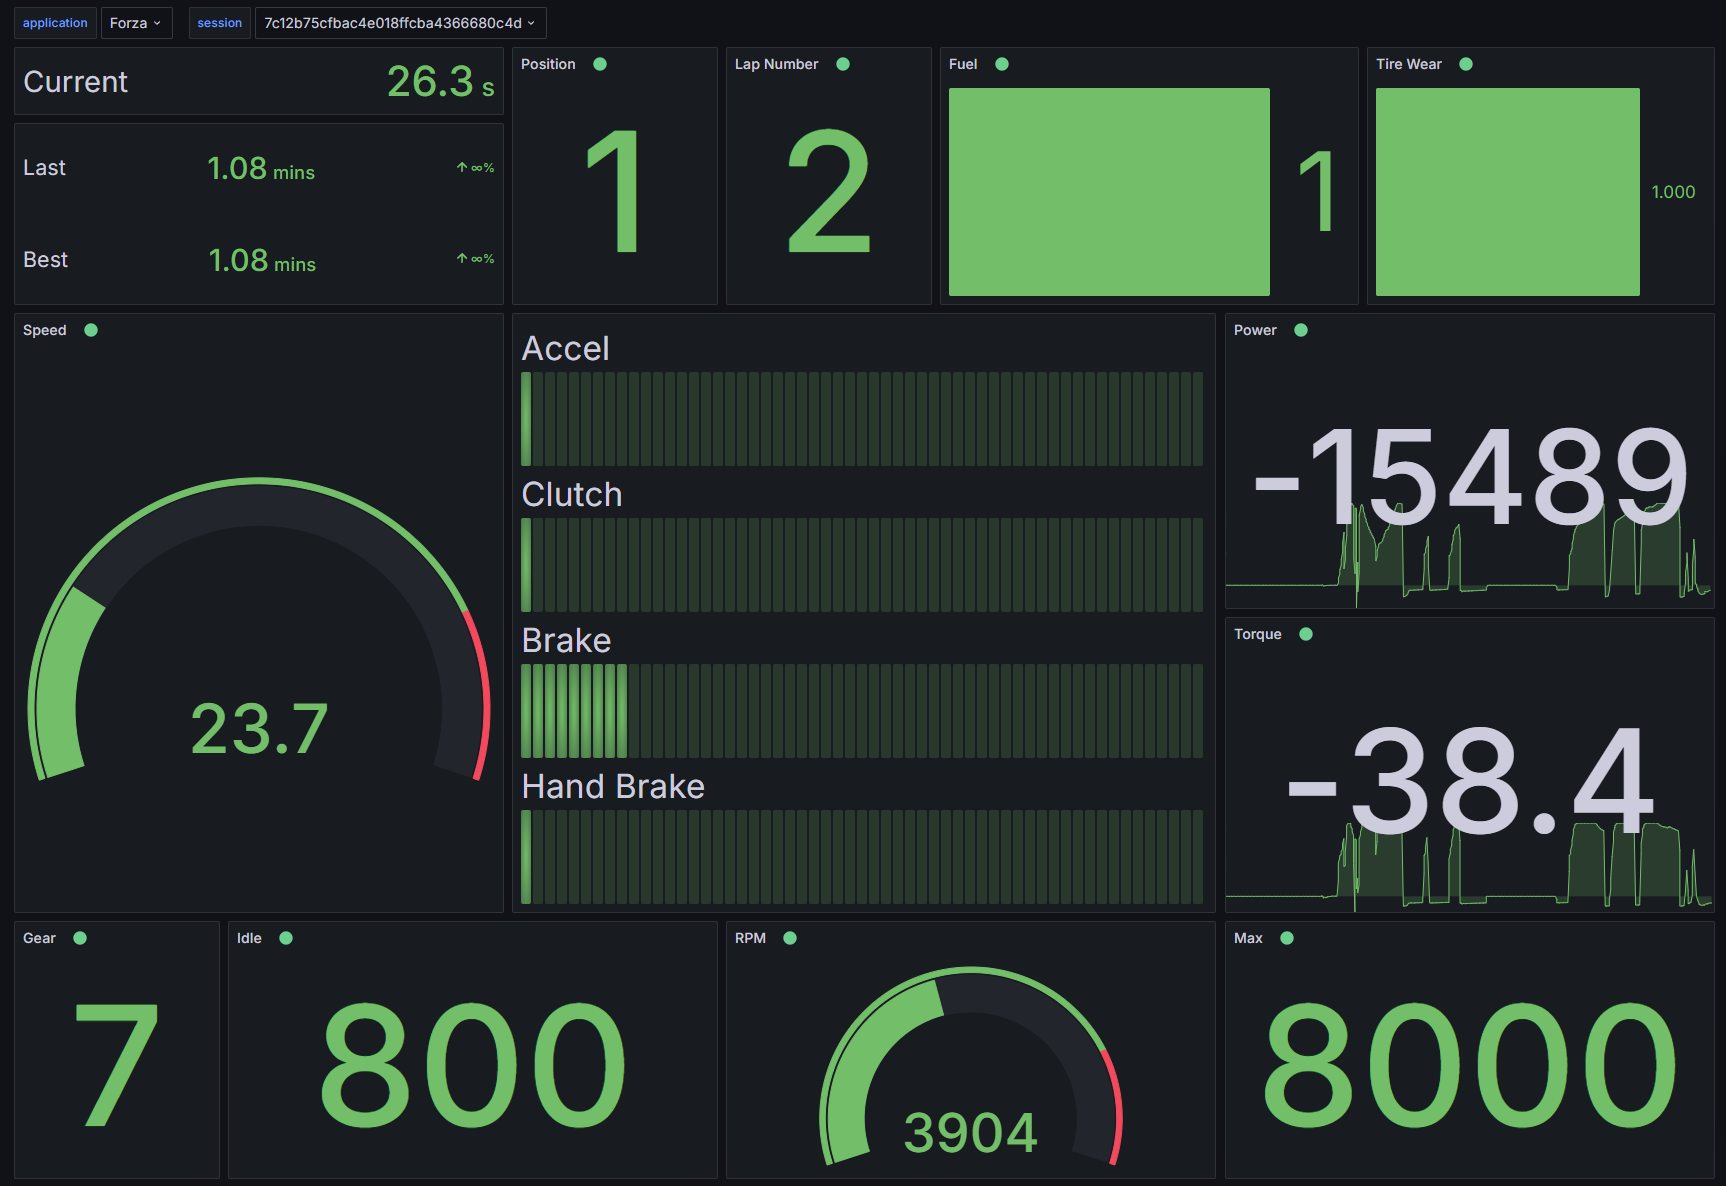 application Forza session 7c12b75cfbac4e018ffcba4366680c4d
Current 26.3 s
Last 1.08 mins ↑ ∞%
Best 1.08 mins ↑ ∞%
Position
1
Lap Number
2
Fuel
1
Tire Wear
1.000
Speed
23.7
Accel
Clutch
Brake
Hand Brake
Power
-15489
Torque
-38.4
Gear
7
Idle
800
RPM
3904
Max
8000